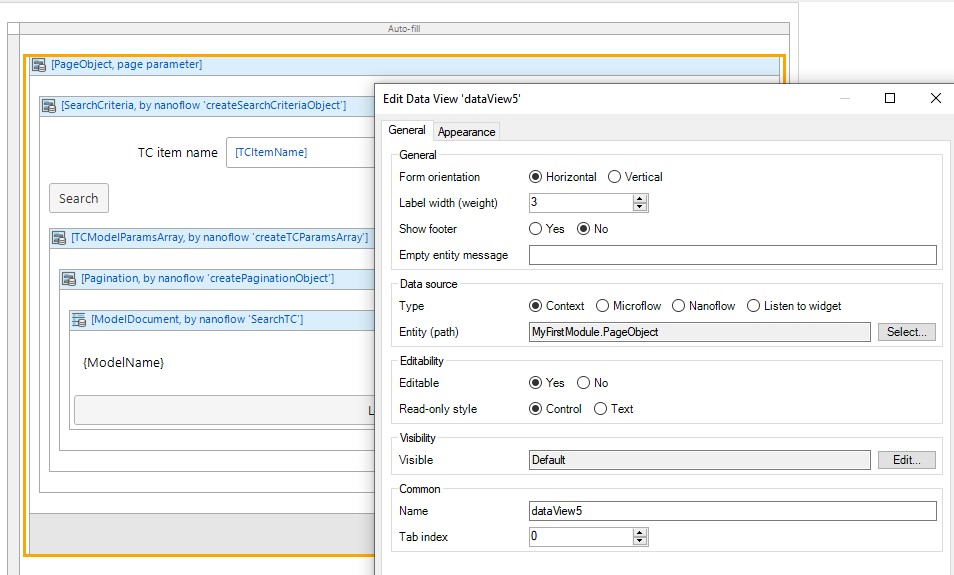 Auto-fill
[PageObject, page parameter]
[SearchCriteria, by nanoflow 'createSearchCriteriaObject']
TC item name
[TCItemName]
Search
[TCModelParamsArray, by nanoflow 'createTCParamsArray']
[Pagination, by nanoflow 'createPaginationObject']
[ModelDocument, by nanoflow 'SearchTC']
{ModelName}
L
Edit Data View 'dataView5'
General Appearance
General
Form orientation Horizontal Vertical
Label width (weight) 3
Show footer Yes No
Empty entity message
Data source
Type Context Microflow Nanoflow Listen to widget
Entity (path) MyFirstModule.PageObject Select...
Editability
Editable Yes No
Read-only style Control Text
Visibility
Visible Default Edit...
Common
Name dataView5
Tab index 0